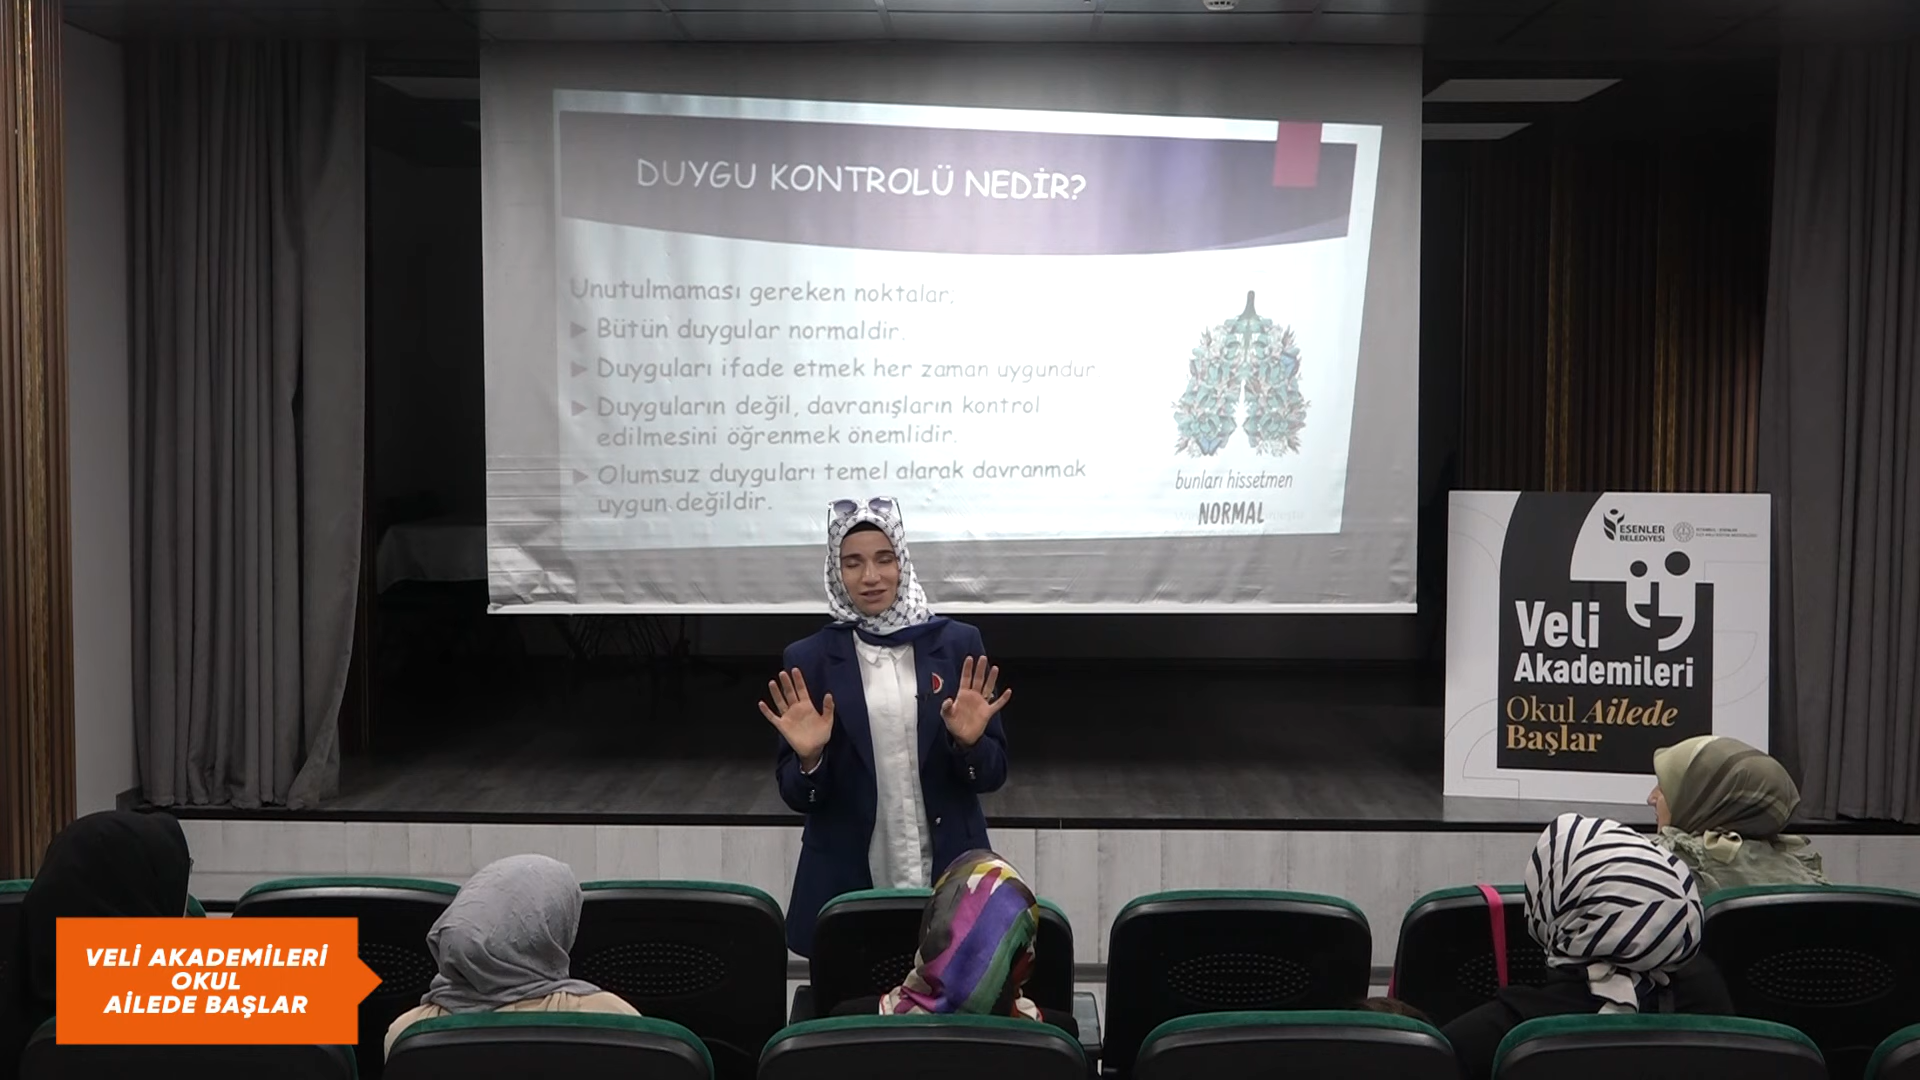 DUYGU KONTROLÜ NEDİR?
Unutulmaması gereken noktalar;
Bütün duygular normaldir.
Duyguları ifade etmek her zaman uygundur
Duyguların değil, davranışların kontrol
edilmesini öğrenmek önemlidir.
Olumsuz duyguları temel alarak davranmak
uygun değildir.
bunları hissetmen
NORMAL
ESENLER
BELEDİYESİ
Veli
Akademileri
Okul Ailede
Başlar
VELİ AKADEMİLERİ
OKUL
AİLEDE BAŞLAR